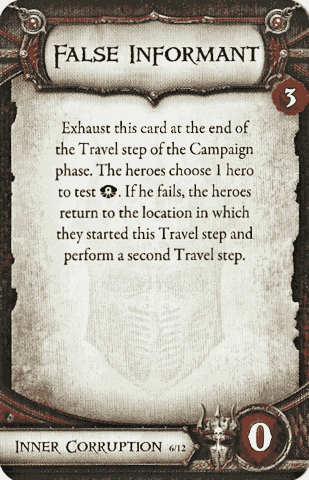 False Informant
3
Exhaust this card at the end of
the Travel step of the Campaign
phase. The heroes choose 1 hero
to test . If he fails, the heroes
return to the location in which
they started this Travel step and
perform a second Travel step.
Inner Corruption 6/12
0